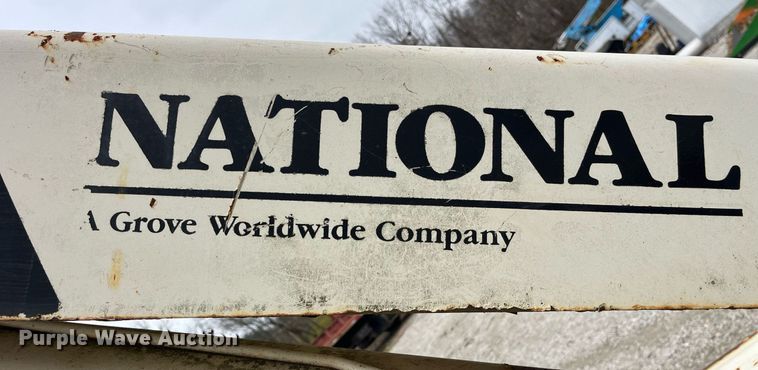 NATIONAL
A Grove Worldwide Company
Purple Wave Auction